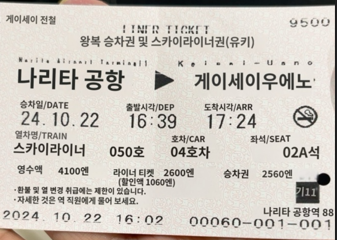 게이세이 전철
9500
LINER TICKET
왕복 승차권 및 스카이라이너권(유키)
Narita Airport Terminal1 Keisei-Ueno
나리타 공항 ▶ 게이세이우에노
승차일/DATE 출발시각/DEP 도착시각/ARR
24.10.22 16:39 17:24
열차명/TRAIN 호차/CAR 좌석/SEAT
스카이라이너 050호 04호차 02A석
영수액 4100엔 라이너 티켓 2600엔 승차권 2560엔
(할인액 1060엔)
·환불 및 열 변경 취급에는 제한이 있습니다.
·자세한 것은 역 직원에게 물어 보세요.
기11
나리타 공항역 88
2024.10.22 16:02 00060-001-001